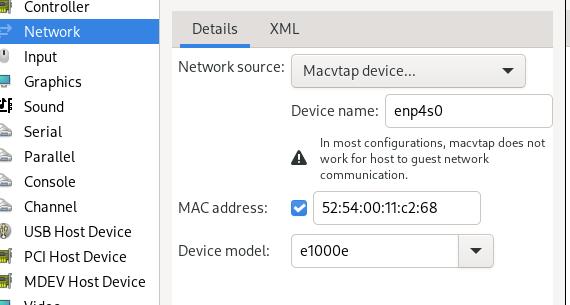 Controller
Network
Input
Graphics
Sound
Serial
Parallel
Console
Channel
USB Host Device
PCI Host Device
MDEV Host Device
Video
Details XML
Network source: Macvtap device...
Device name: enp4s0
In most configurations, macvtap does not
work for host to guest network
communication.
MAC address: 52:54:00:11:c2:68
Device model: e1000e